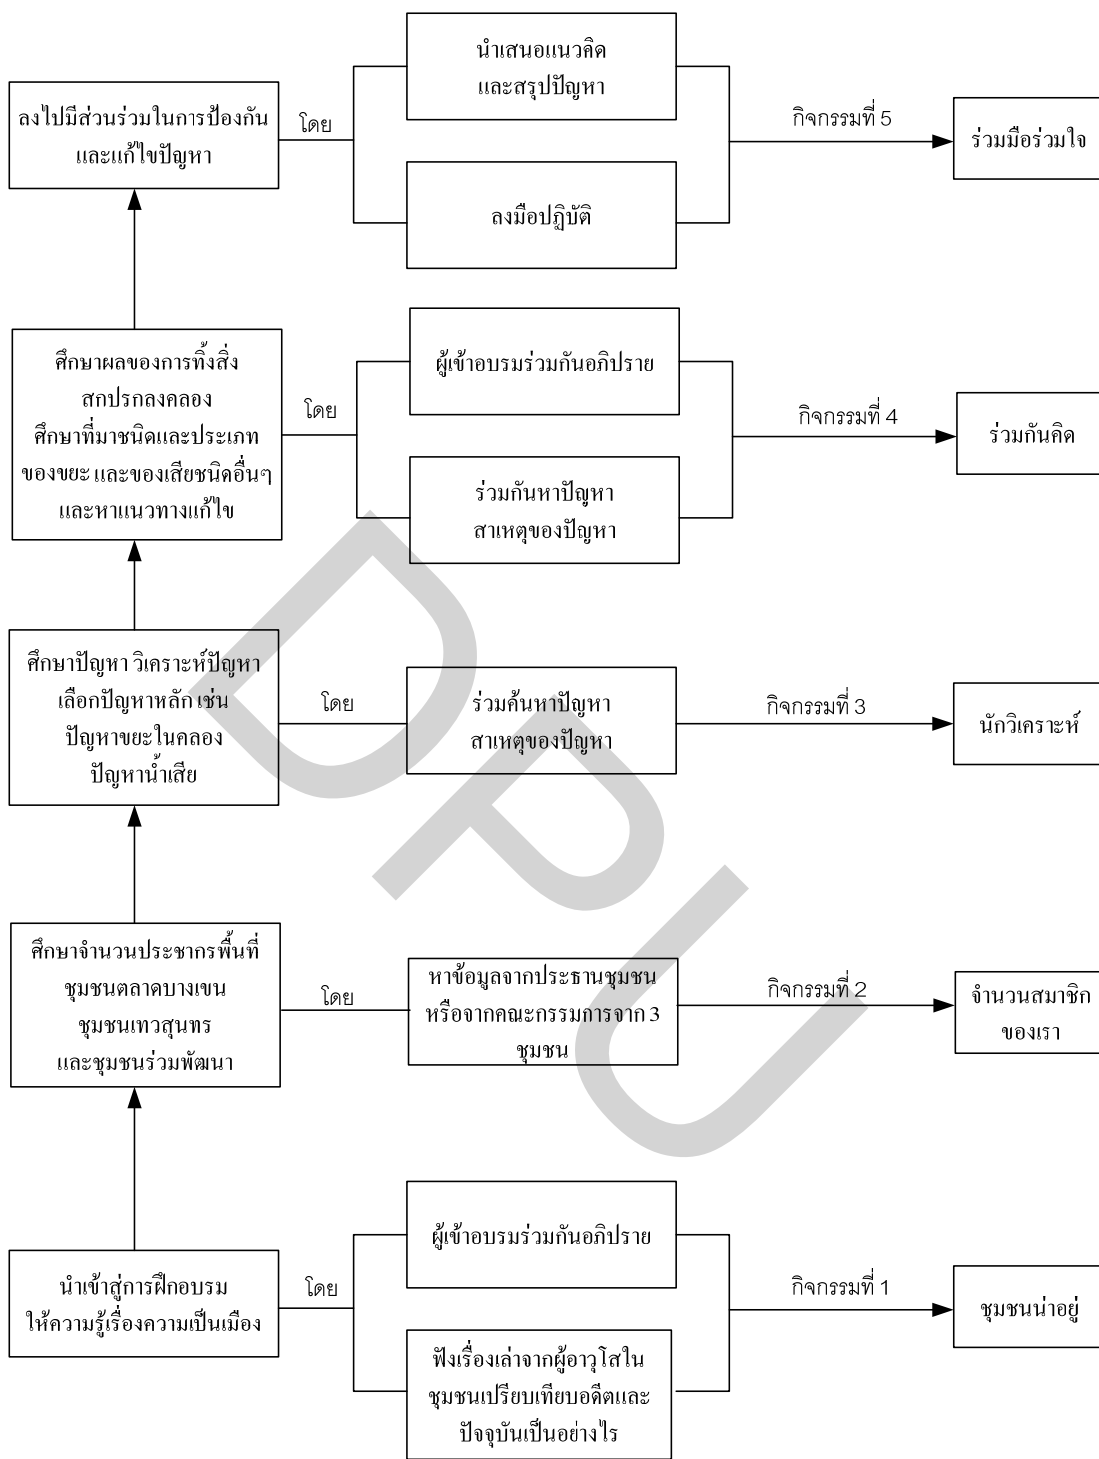 นำเสนอแนวคิด
และสรุปปัญหา
ลงไปมีส่วนร่วมในการป้องกัน
และแก้ไขปัญหา
โดย
กิจกรรมที่ 5
ร่วมมือร่วมใจ
ลงมือปฏิบัติ
ศึกษาผลของการทิ้งสิ่ง
สกปรกลงคลอง
ศึกษาที่มาชนิดและประเภท
ของขยะ และของเสียชนิดอื่นๆ
และหาแนวทางแก้ไข
โดย
ผู้เข้าอบรมร่วมกันอภิปราย
ร่วมกันหาปัญหา
สาเหตุของปัญหา
กิจกรรมที่ 4
ร่วมกันคิด
ศึกษาปัญหา วิเคราะห์ปัญหา
เลือกปัญหาหลัก เช่น
ปัญหาขยะในคลอง
ปัญหาน้ำเสีย
โดย
ร่วมค้นหาปัญหา
สาเหตุของปัญหา
กิจกรรมที่ 3
นักวิเคราะห์
ศึกษาจำนวนประชากรพื้นที่
ชุมชนตลาดบางเขน
ชุมชนเทวสุนทร
และชุมชนร่วมพัฒนา
โดย
หาข้อมูลจากประธานชุมชน
หรือจากคณะกรรมการจาก 3
ชุมชน
กิจกรรมที่ 2
จำนวนสมาชิก
ของเรา
นำเข้าสู่การฝึกอบรม
ให้ความรู้เรื่องความเป็นเมือง
โดย
ผู้เข้าอบรมร่วมกันอภิปราย
ฟังเรื่องเล่าจากผู้อาวุโสใน
ชุมชนเปรียบเทียบอดีตและ
ปัจจุบันเป็นอย่างไร
กิจกรรมที่ 1
ชุมชนน่าอยู่
DPU